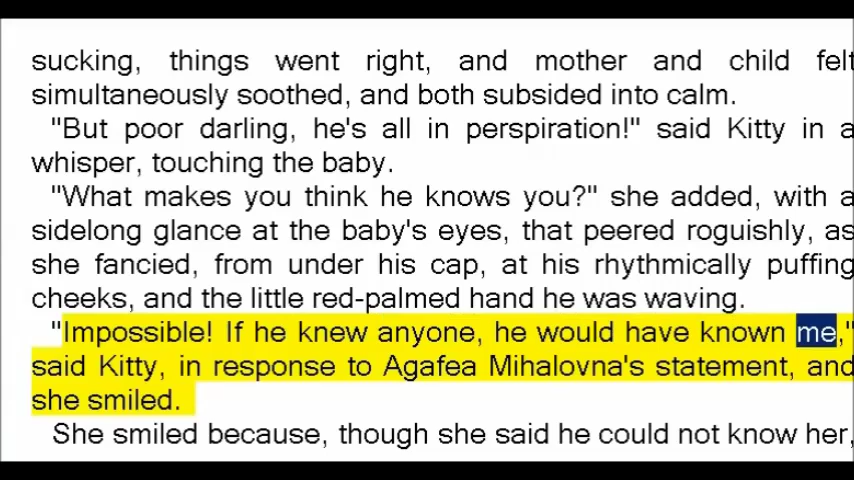 sucking, things went right, and mother and child felt
simultaneously soothed, and both subsided into calm.
"But poor darling, he's all in perspiration!" said Kitty in a
whisper, touching the baby.
"What makes you think he knows you?" she added, with a
sidelong glance at the baby's eyes, that peered roguishly, as
she fancied, from under his cap, at his rhythmically puffing
cheeks, and the little red-palmed hand he was waving.
"Impossible! If he knew anyone, he would have known me,"
said Kitty, in response to Agafea Mihalovna's statement, and
she smiled.
She smiled because, though she said he could not know her,